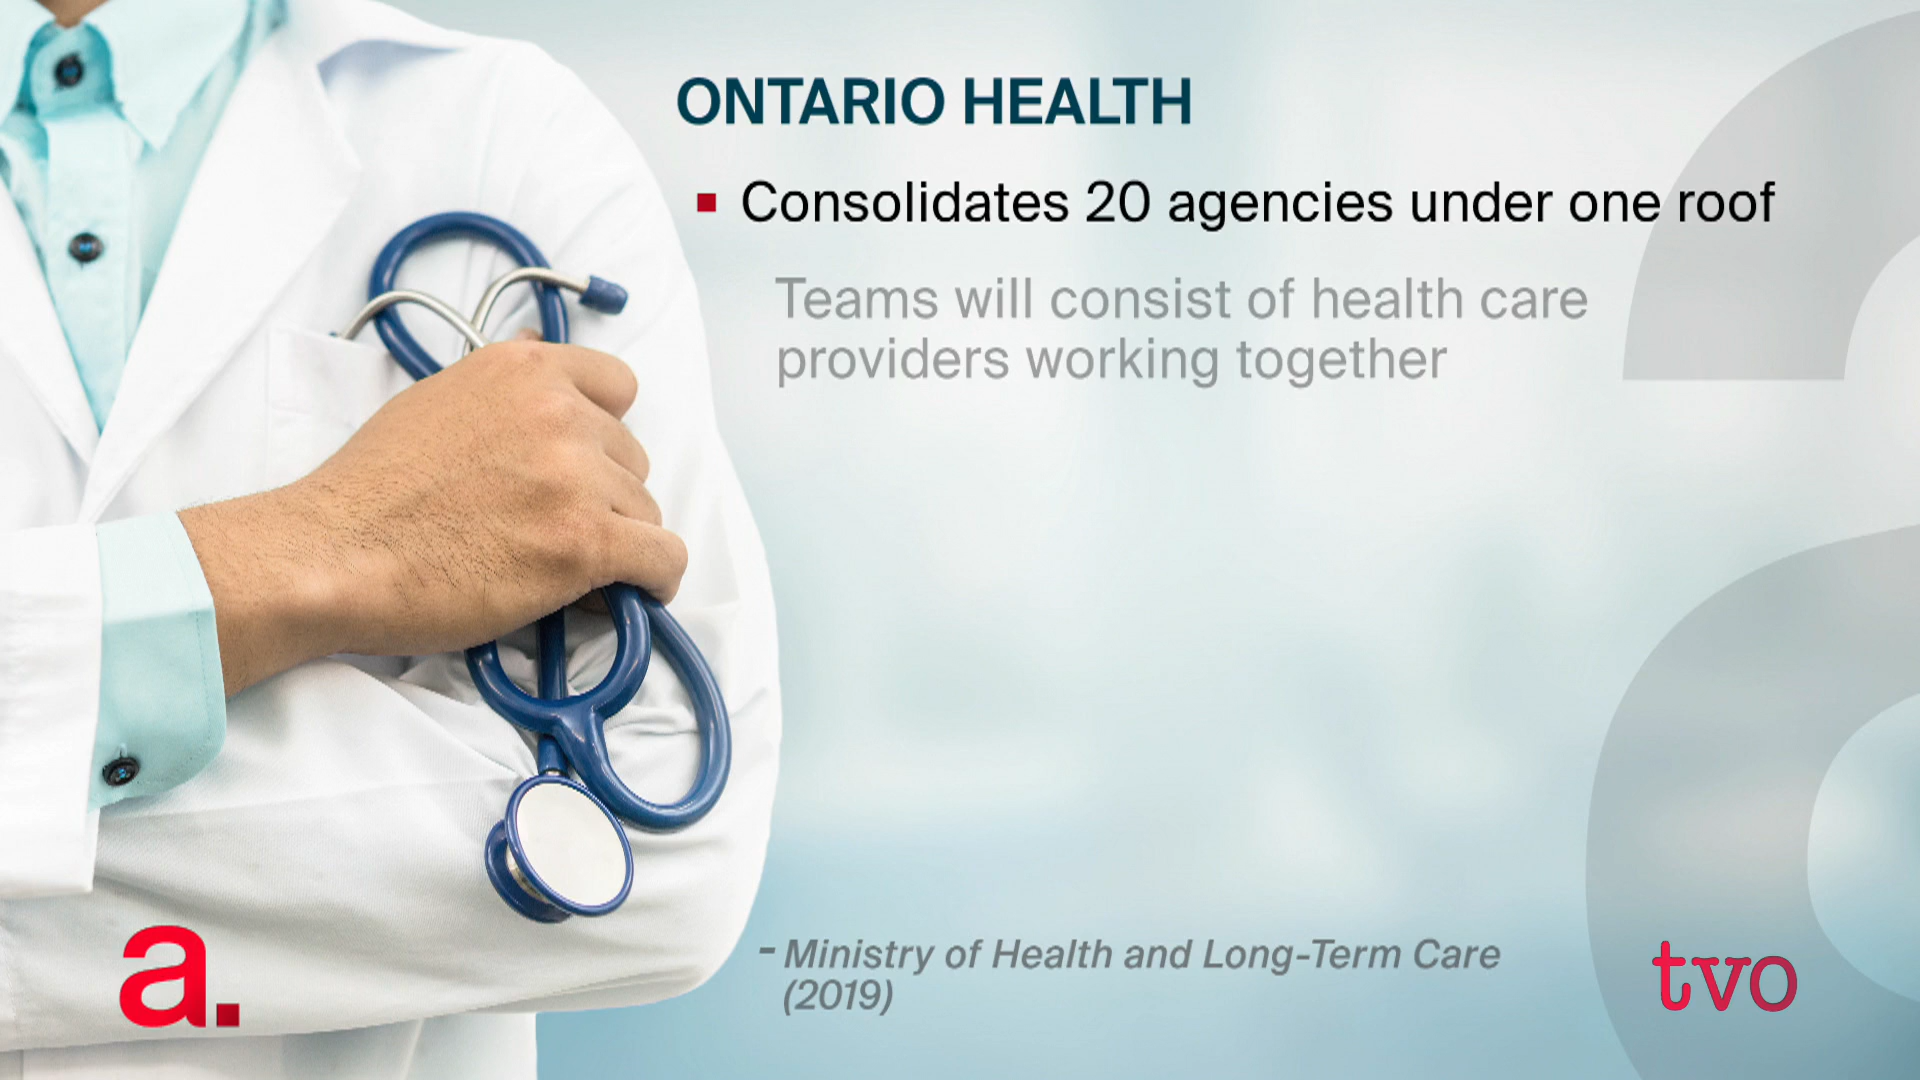 ONTARIO HEALTH
Consolidates 20 agencies under one roof
Teams will consist of health care
providers working together
- Ministry of Health and Long-Term Care
(2019)
a.
tvo